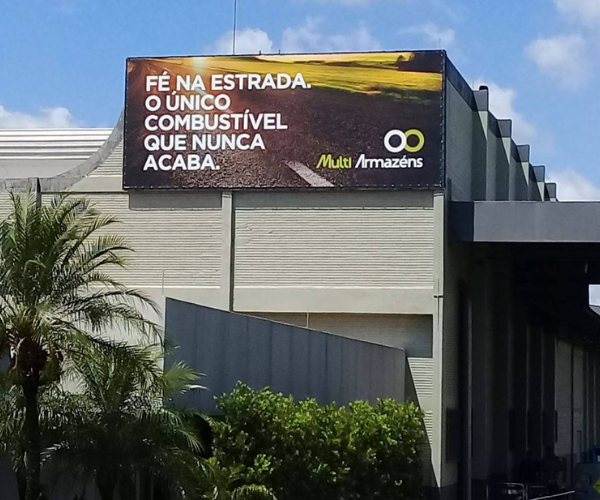 FÉ NA ESTRADA.
O ÚNICO
COMBUSTÍVEL
QUE NUNCA
ACABA.
Multi Armazéns